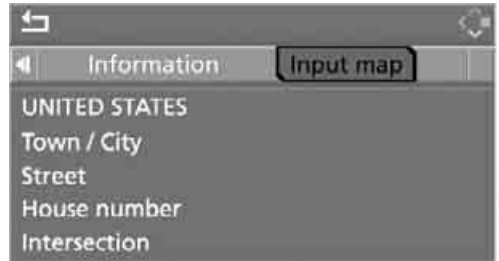 Information Input map
UNITED STATES
Town / City
Street
House number
Intersection